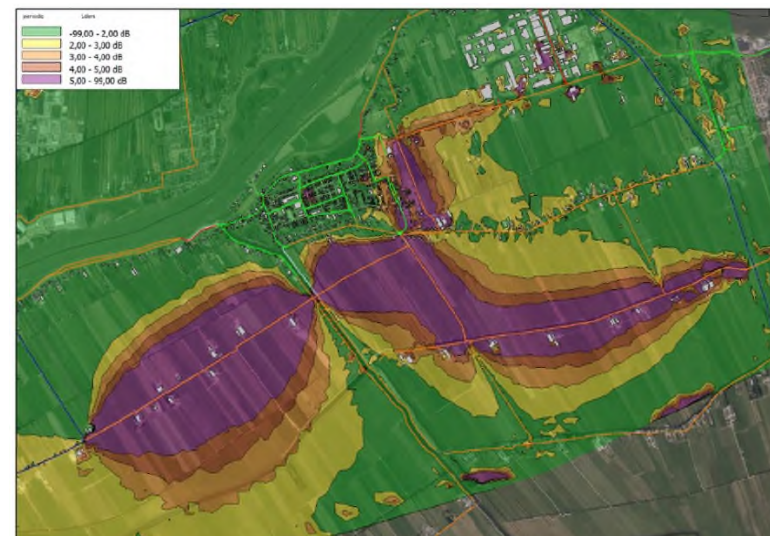 periode Lden
-99,00 - 2,00 dB
2,00 - 3,00 dB
3,00 - 4,00 dB
4,00 - 5,00 dB
5,00 - 99,00 dB